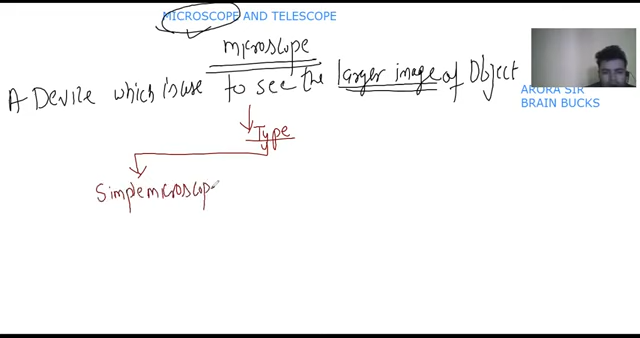 MICROSCOPE AND TELESCOPE
microscope
A Device which is use to see the larger image of Object
ARORA SIR
BRAIN BUCKS
Type
Simple microscop